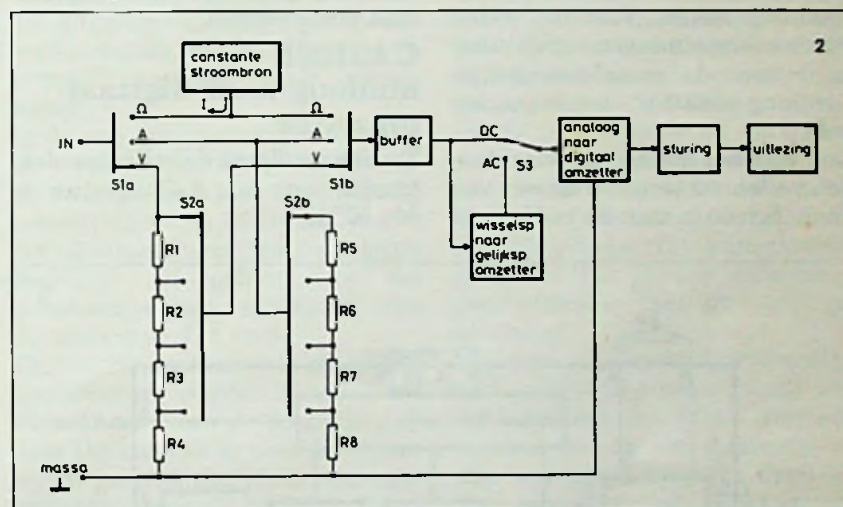 2
constante
stroombron
I
Ω
Ω
IN
A
A
V
V
S1a
S1b
buffer
DC
AC
S3
analoog
naar
digitaal
omzetter
sturing
uitlezing
wisselsp
naar
gelijksp
omzetter
S2a
S2b
R1
R2
R3
R4
R5
R6
R7
R8
massa